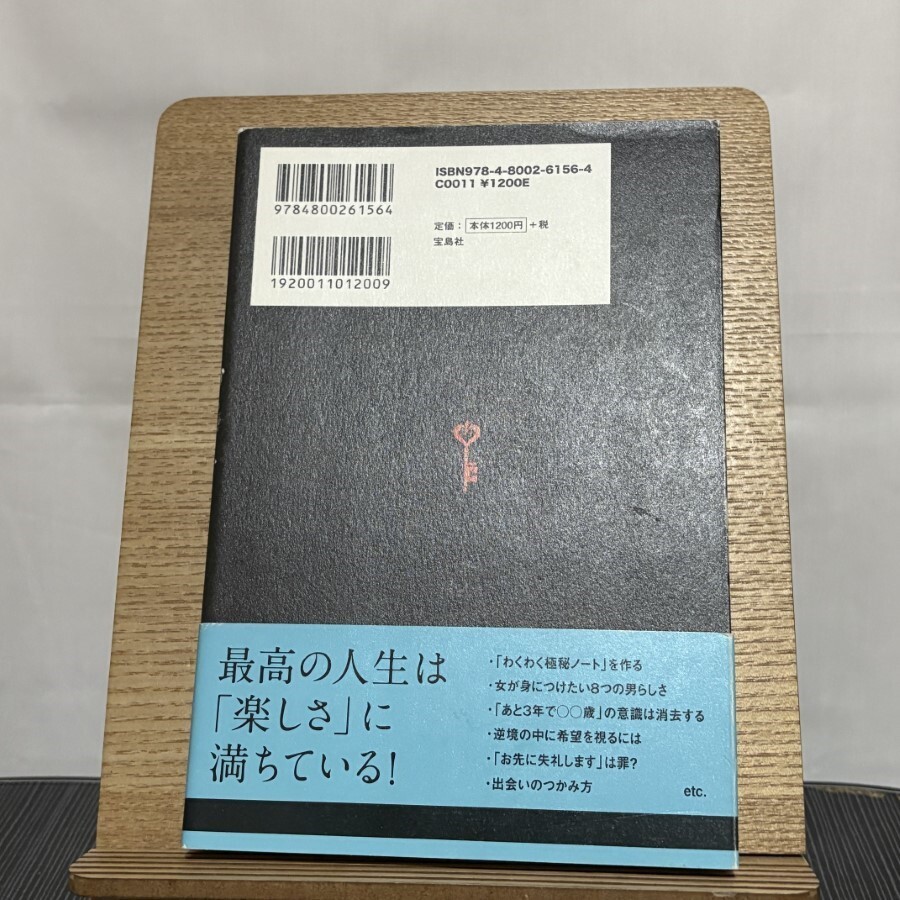 ISBN978-4-8002-6156-4
C0011 ¥1200E
9784800261564
定価： 本体1200円 +税
宝島社
1920011012009
最高の人生は
「楽しさ」に
満ちている！
・「わくわく極秘ノート」を作る
・女が身につけたい8つの男らしさ
・「あと3年で○○歳」の意識は消去する
・逆境の中に希望を視るには
・「お先に失礼します」は罪？
・出会いのつかみ方
etc.